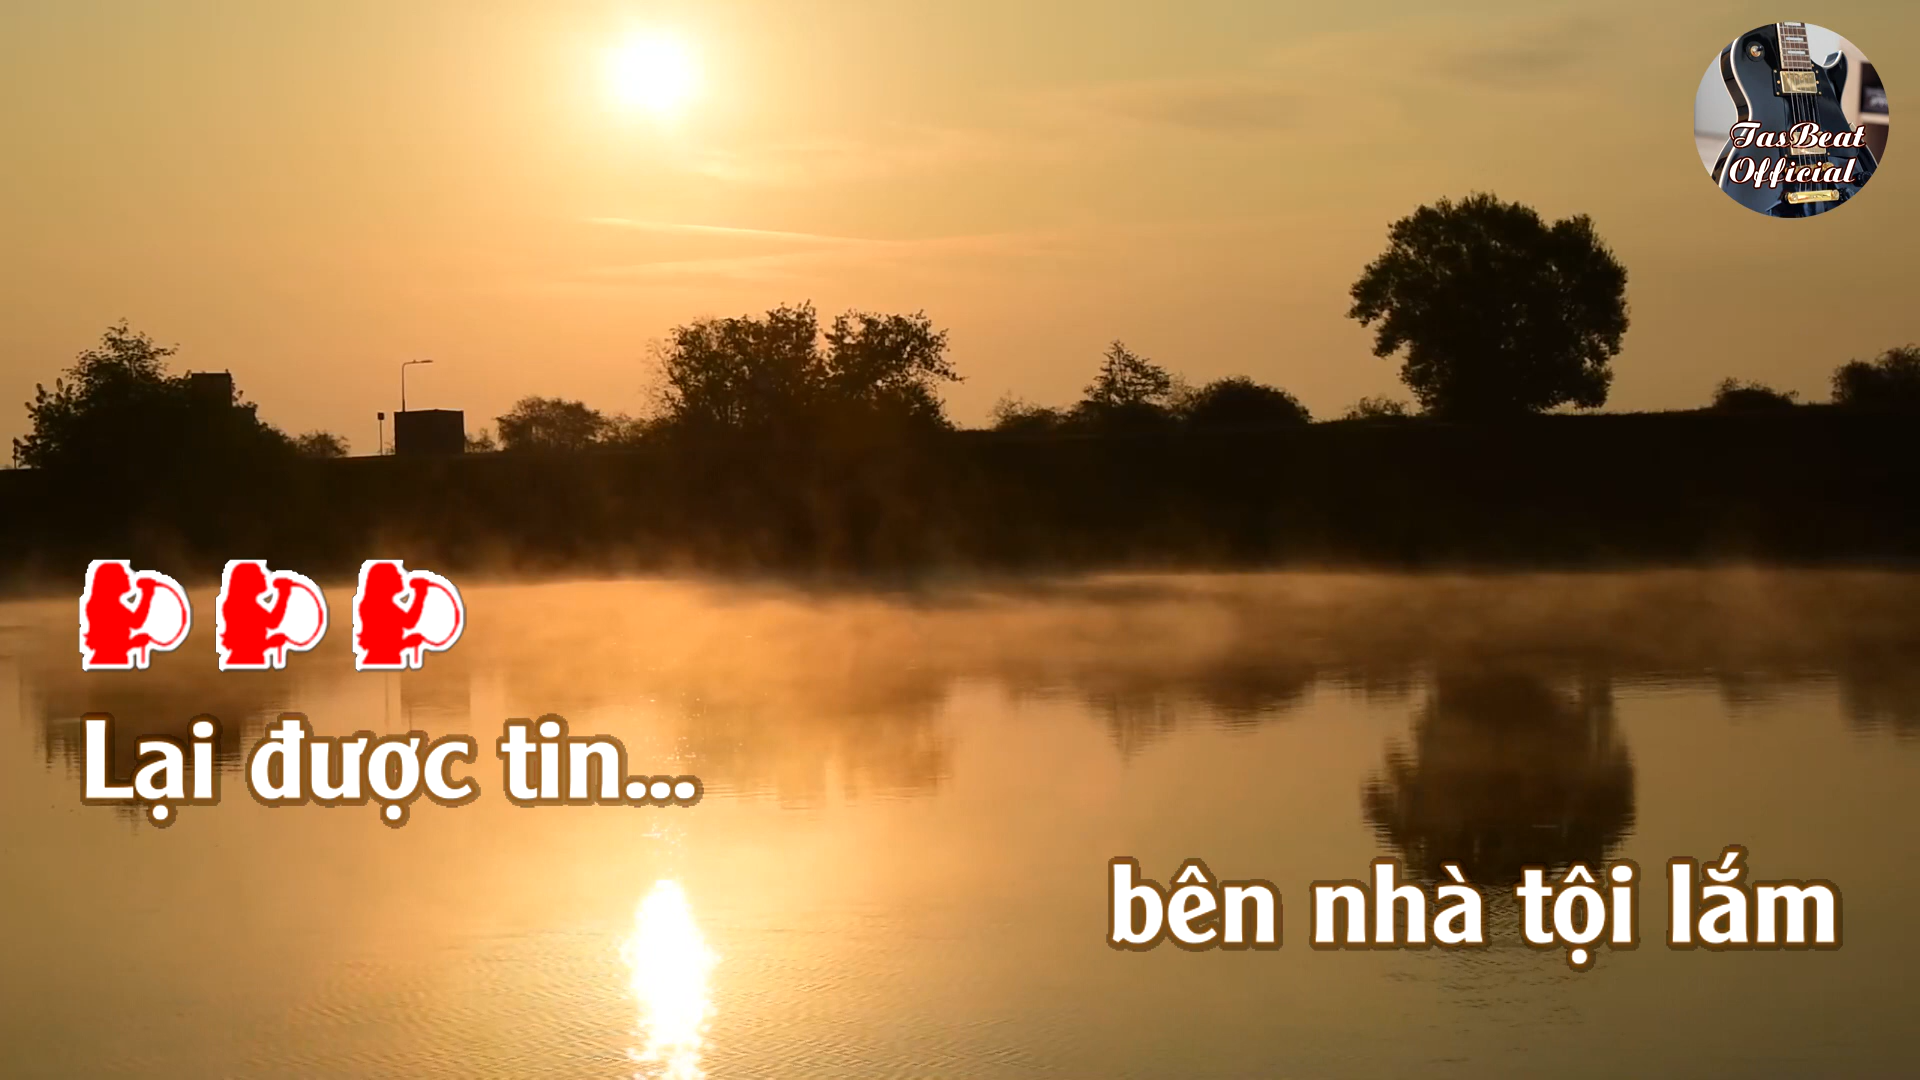 TasBeat
Official
Lại được tin...
bên nhà tội lắm